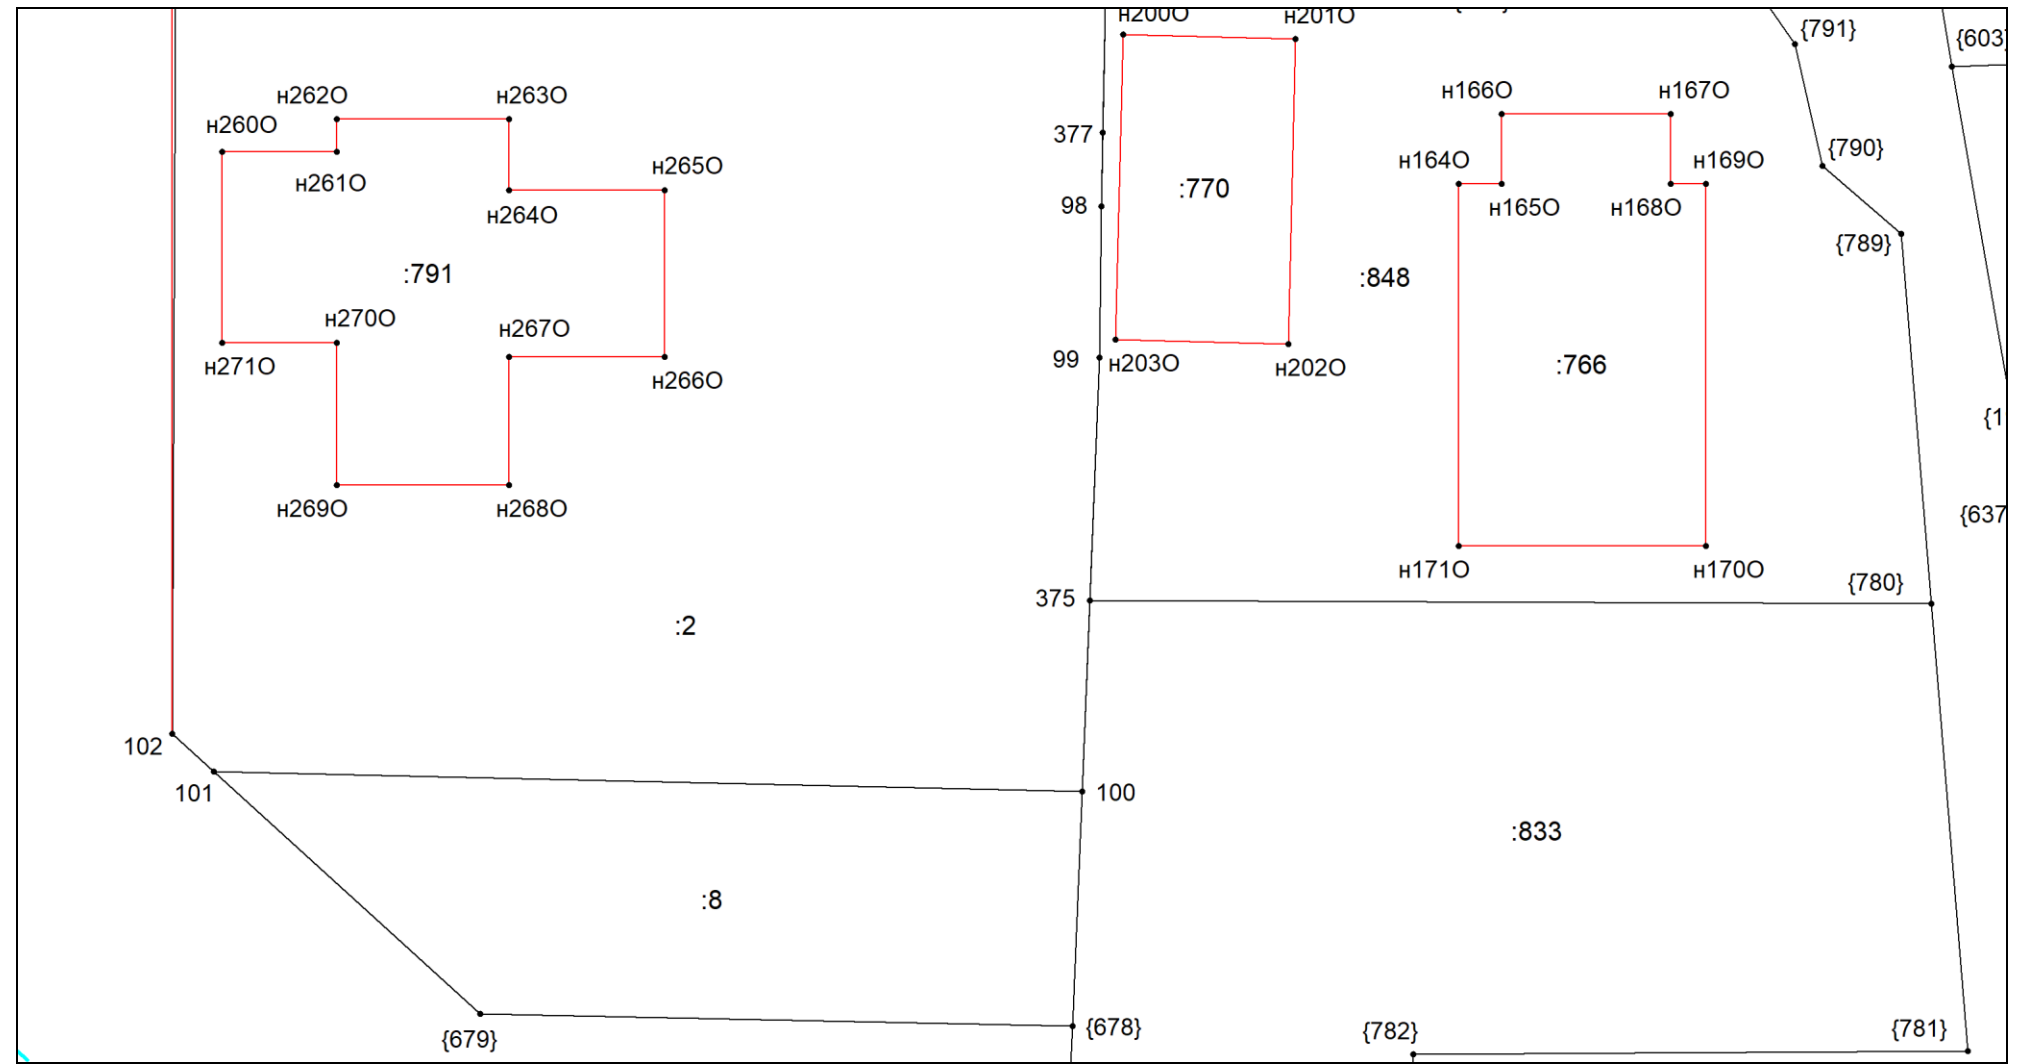 н200О
н201О
{791}
{603}
н262О
н263О
н166О
н167О
н260О
377
{790}
н261О
н265О
н164О
н169О
:770
98
н264О
н165О
н168О
{789}
:791
:848
н270О
н267О
99
н203О
н202О
:766
н271О
н266О
{1
н269О
н268О
{637
н171О
н170О
{780}
375
:2
102
101
100
:833
:8
{679}
{678}
{782}
{781}